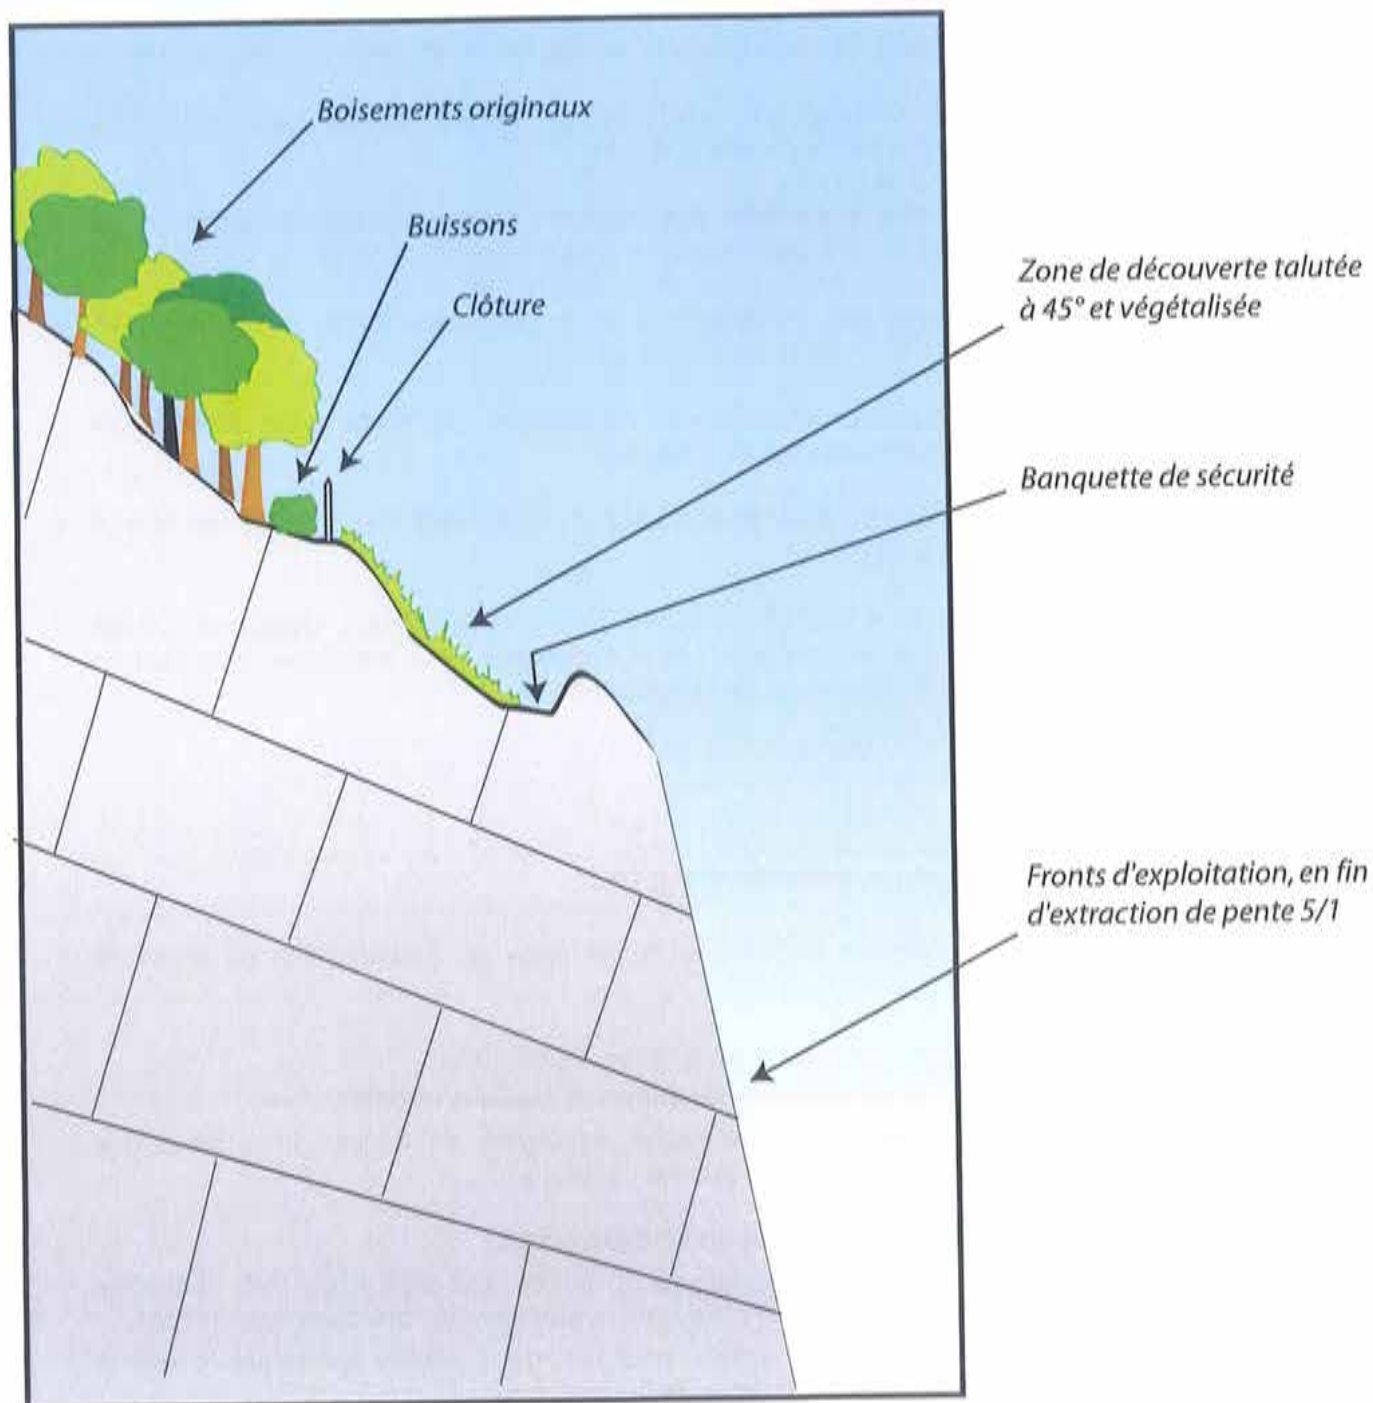 Boisements originaux
Buissons
Clôture
Zone de découverte talutée
à 45° et végétalisée
Banquette de sécurité
Fronts d'exploitation, en fin
d'extraction de pente 5/1